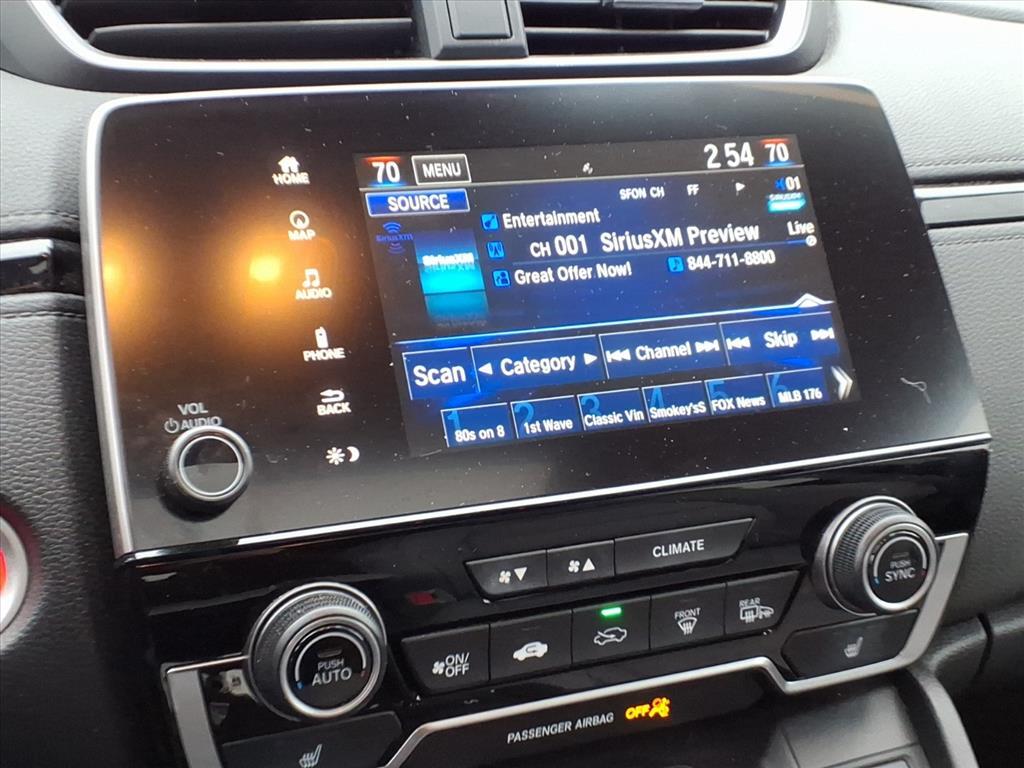 70 MENU 2 54 70
SOURCE SFON CH FF 01
SIRIUSXM
SiriusXM
Entertainment
CH 001 SiriusXM Preview Live
Great Offer Now! 844-711-8800
SiriusXM
Scan Category Channel Skip
1 80s on 8
2 1st Wave
3 Classic Vin
4 Smokey'sS
5 FOX News
6 MLB 176
HOME
MAP
AUDIO
PHONE
BACK
VOL
AUDIO
CLIMATE
PUSH
SYNC
PUSH
AUTO
ON/
OFF
FRONT
REAR
PASSENGER AIRBAG OFF